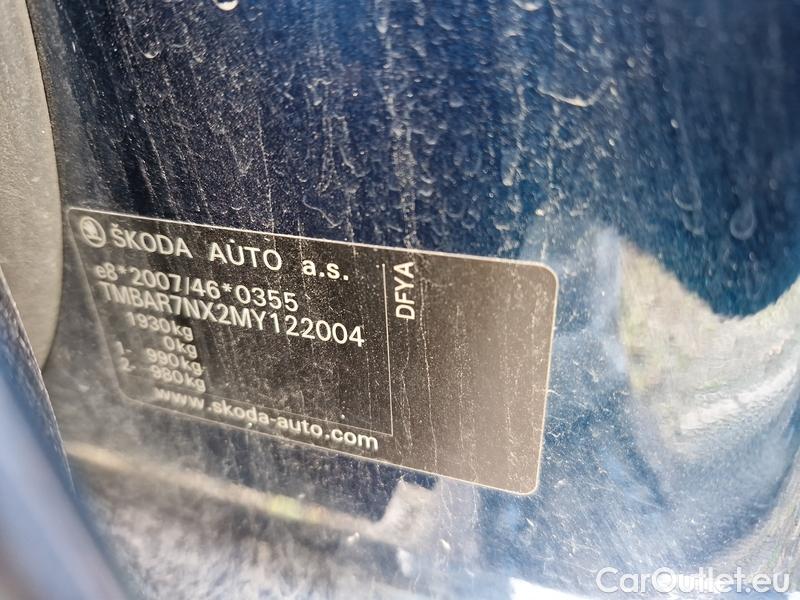 ŠKODA AUTO a.s.
e8*2007/46*0355
TMBAR7NX2MY122004
1930kg
0kg
1- 990kg
2- 980kg
www.skoda-auto.com
DFYA
CarOutlet.eu